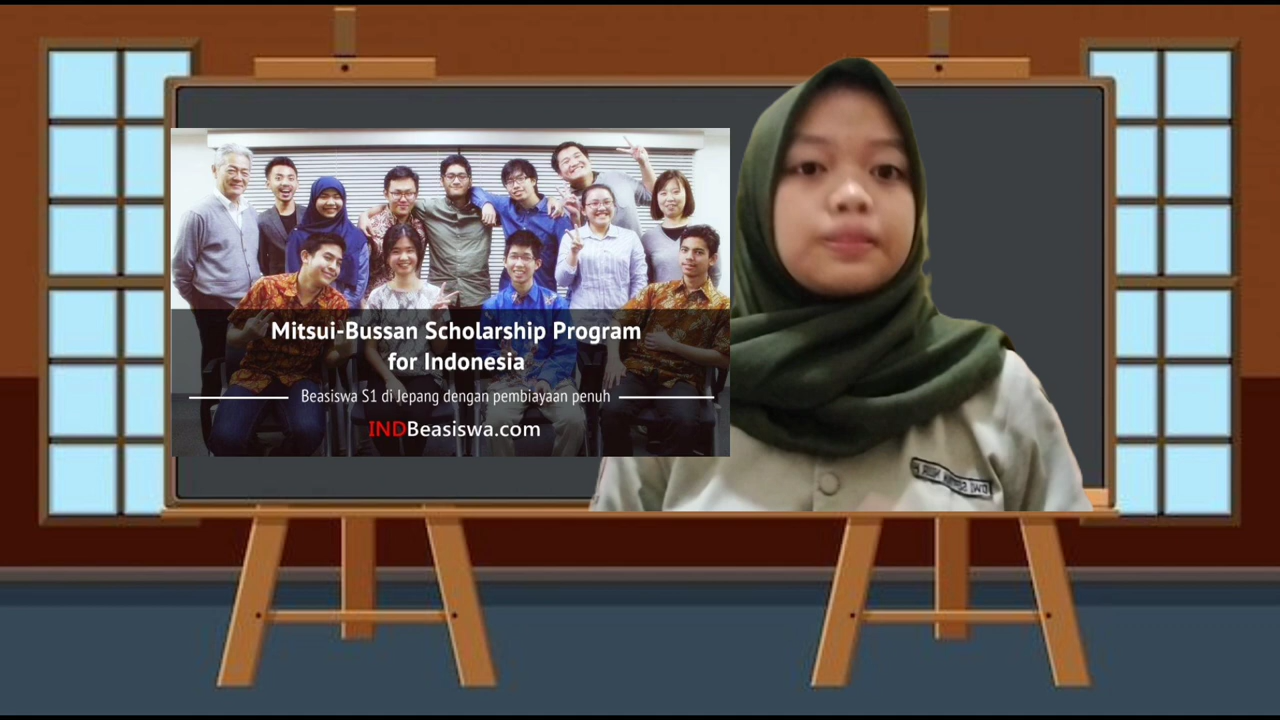 Mitsui-Bussan Scholarship Program
for Indonesia
Beasiswa S1 di Jepang dengan pembiayaan penuh
INDBeasiswa.com